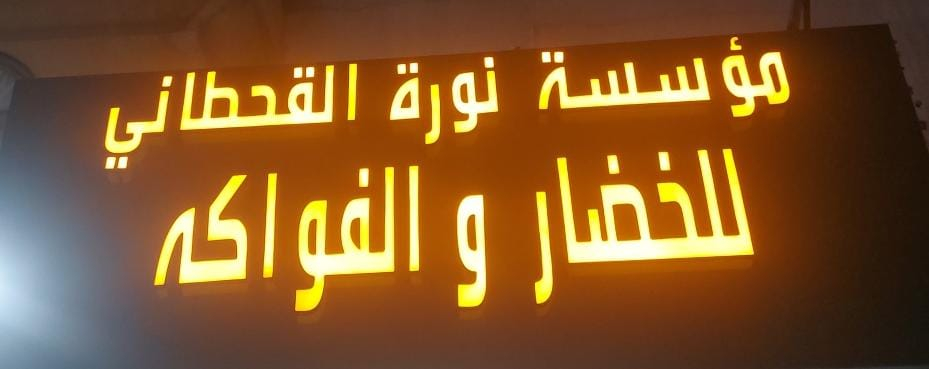 مؤسسة نورة القحطاني
للخضار و الفواكه